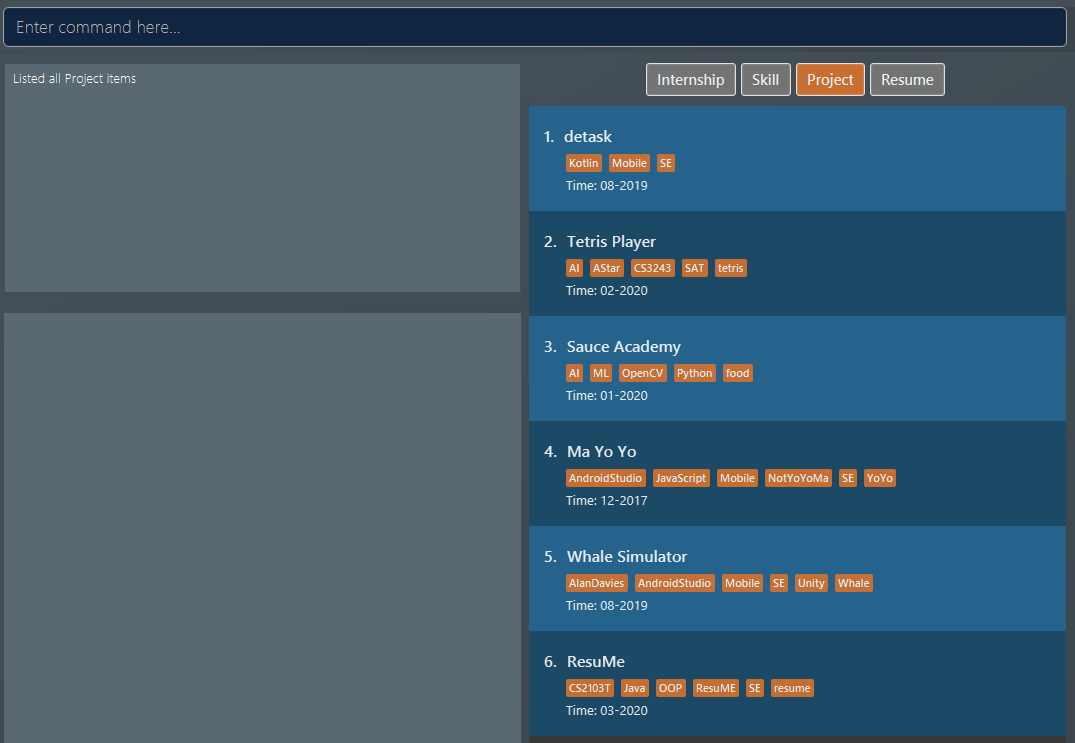 Enter command here...
Listed all Project items
Internship Skill Project Resume
1. detask
Kotlin Mobile SE
Time: 08-2019
2. Tetris Player
AI AStar CS3243 SAT tetris
Time: 02-2020
3. Sauce Academy
AI ML OpenCV Python food
Time: 01-2020
4. Ma Yo Yo
AndroidStudio JavaScript Mobile NotYoYoMa SE YoYo
Time: 12-2017
5. Whale Simulator
AlanDavies AndroidStudio Mobile SE Unity Whale
Time: 08-2019
6. ResuMe
CS2103T Java OOP ResuME SE resume
Time: 03-2020